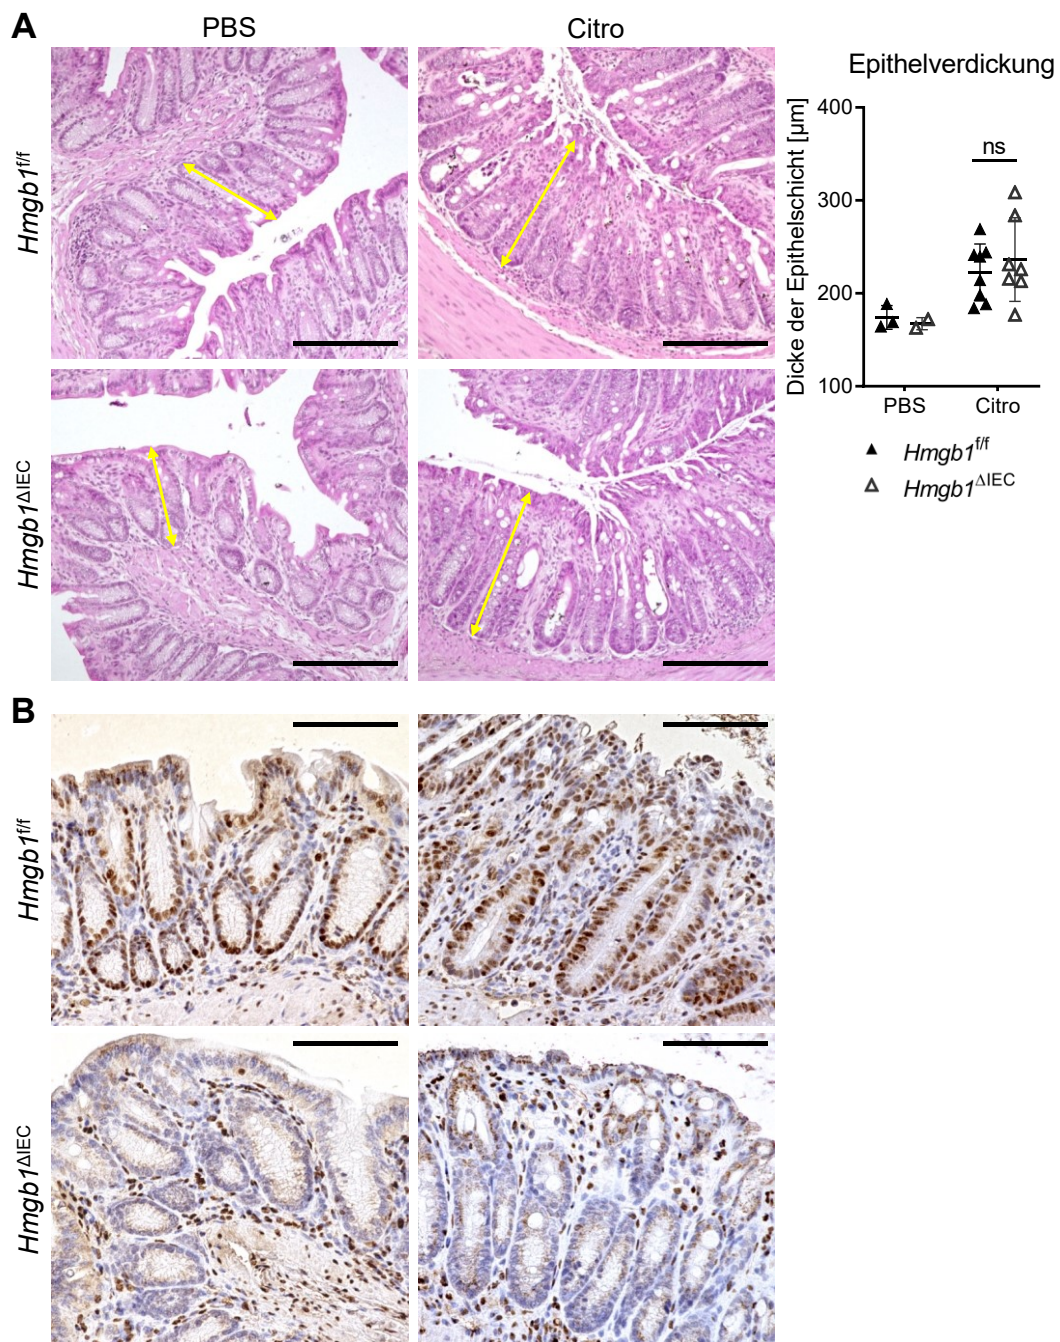 A
PBS
Citro
Hmgb1f/f
Hmgb1ΔIEC
Epithelverdickung
Dicke der Epithelschicht [µm]
400
300
200
100
ns
PBS
Citro
Hmgb1f/f
Hmgb1ΔIEC
B
Hmgb1f/f
Hmgb1ΔIEC